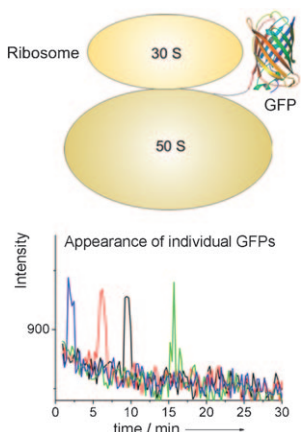 Ribosome
30 S
GFP
50 S
Appearance of individual GFPs
Intensity
900
0 5 10 15 20 25 30
time / min